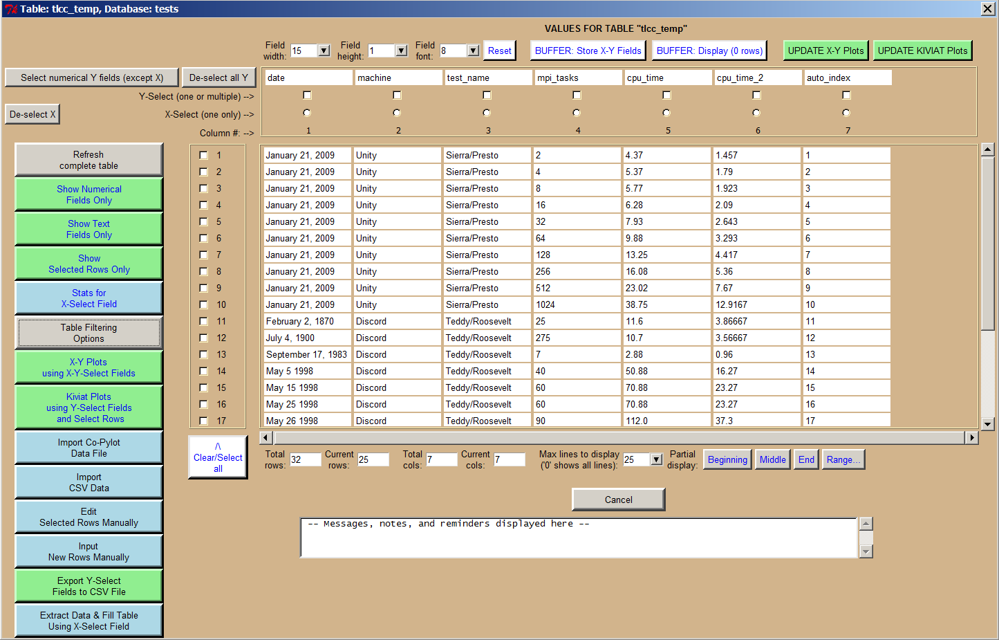 Table: tlcc_temp, Database: tests
VALUES FOR TABLE "tlcc_temp"
Field width: 15 Field height: 1 Field font: 8 Reset BUFFER: Store X-Y Fields BUFFER: Display (0 rows) UPDATE X-Y Plots UPDATE KIVIAT Plots
Select numerical Y fields (except X) De-select all Y date machine test_name mpi_tasks cpu_time cpu_time_2 auto_index
Y-Select (one or multiple) -->
De-select X X-Select (one only) -->
Column #: --> 1 2 3 4 5 6 7
Refresh
complete table
Show Numerical
Fields Only
Show Text
Fields Only
Show
Selected Rows Only
Stats for
X-Select Field
Table Filtering
Options
X-Y Plots
using X-Y-Select Fields
Kiviat Plots
using Y-Select Fields
and Select Rows
Import Co-Pylot
Data File
Import
CSV Data
Edit
Selected Rows Manually
Input
New Rows Manually
Export Y-Select
Fields to CSV File
Extract Data & Fill Table
Using X-Select Field
1 January 21, 2009 Unity Sierra/Presto 2 4.37 1.457 1
2 January 21, 2009 Unity Sierra/Presto 4 5.37 1.79 2
3 January 21, 2009 Unity Sierra/Presto 8 5.77 1.923 3
4 January 21, 2009 Unity Sierra/Presto 16 6.28 2.09 4
5 January 21, 2009 Unity Sierra/Presto 32 7.93 2.643 5
6 January 21, 2009 Unity Sierra/Presto 64 9.88 3.293 6
7 January 21, 2009 Unity Sierra/Presto 128 13.25 4.417 7
8 January 21, 2009 Unity Sierra/Presto 256 16.08 5.36 8
9 January 21, 2009 Unity Sierra/Presto 512 23.02 7.67 9
10 January 21, 2009 Unity Sierra/Presto 1024 38.75 12.9167 10
11 February 2, 1870 Discord Teddy/Roosevelt 25 11.6 3.86667 11
12 July 4, 1900 Discord Teddy/Roosevelt 275 10.7 3.56667 12
13 September 17, 1983 Discord Teddy/Roosevelt 7 2.88 0.96 13
14 May 5 1998 Discord Teddy/Roosevelt 40 50.88 16.27 14
15 May 15 1998 Discord Teddy/Roosevelt 60 70.88 23.27 15
16 May 25 1998 Discord Teddy/Roosevelt 60 70.88 23.27 16
17 May 26 1998 Discord Teddy/Roosevelt 90 112.0 37.3 17
/\
Clear/Select
all
Total rows: 32 Current rows: 25 Total cols: 7 Current cols: 7 Max lines to display ('0' shows all lines): 25 Partial display: Beginning Middle End Range...
Cancel
-- Messages, notes, and reminders displayed here --